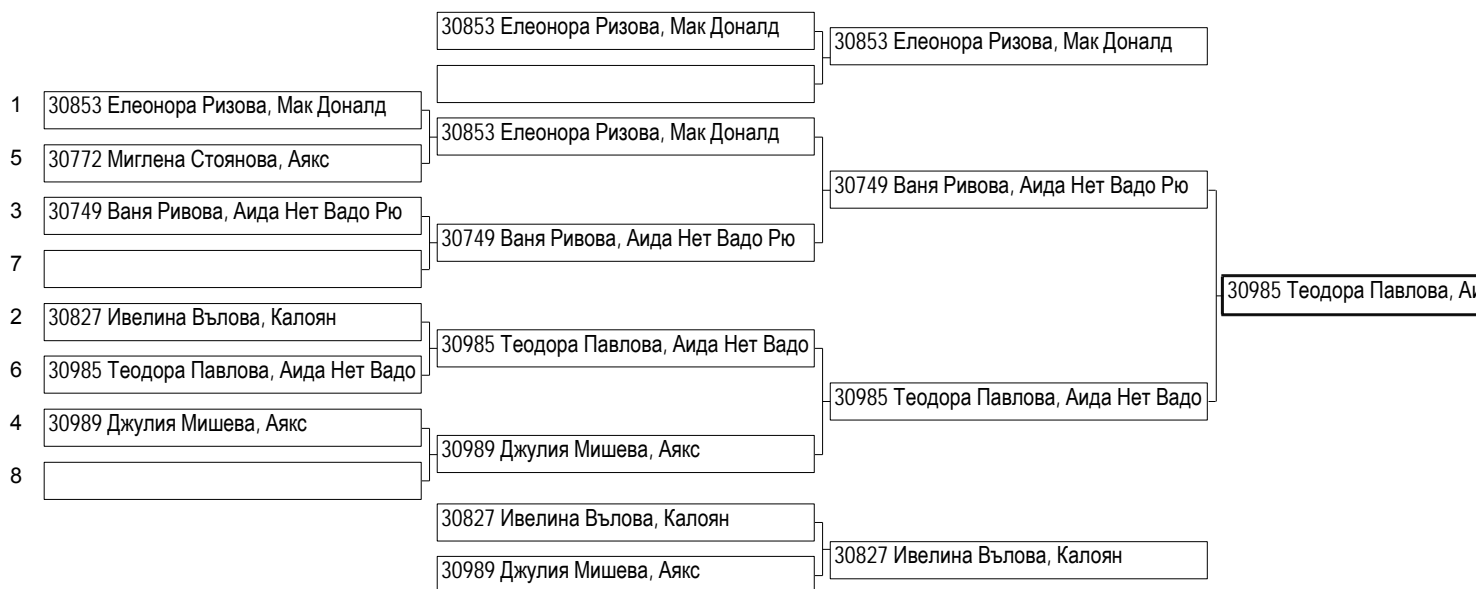 30853 Елеонора Ризова, Мак Доналд
30853 Елеонора Ризова, Мак Доналд
1 30853 Елеонора Ризова, Мак Доналд
30853 Елеонора Ризова, Мак Доналд
5 30772 Миглена Стоянова, Аякс
30749 Ваня Ривова, Аида Нет Вадо Рю
3 30749 Ваня Ривова, Аида Нет Вадо Рю
30749 Ваня Ривова, Аида Нет Вадо Рю
7
30985 Теодора Павлова,
2 30827 Ивелина Вълова, Калоян
30985 Теодора Павлова, Аида Нет Вадо
6 30985 Теодора Павлова, Аида Нет Вадо
30985 Теодора Павлова, Аида Нет Вадо
4 30989 Джулия Мишева, Аякс
30989 Джулия Мишева, Аякс
8
30827 Ивелина Вълова, Калоян
30827 Ивелина Вълова, Калоян
30989 Джулия Мишева, Аякс